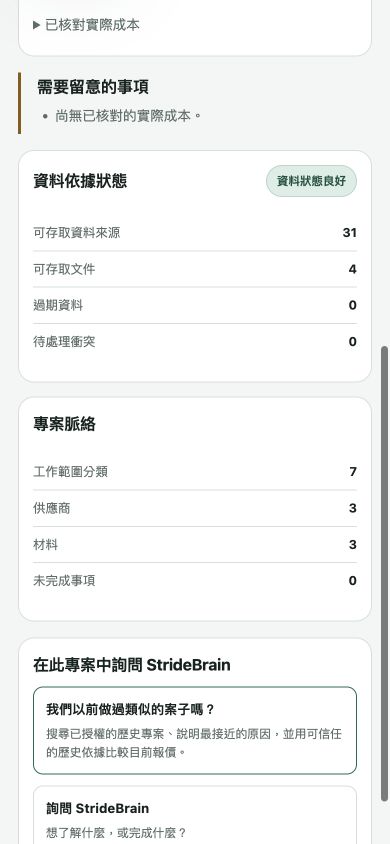 ▶ 已核對實際成本
需要留意的事項
• 尚無已核對的實際成本。
資料依據狀態
資料狀態良好
可存取資料來源 31
可存取文件 4
過期資料 0
待處理衝突 0
專案脈絡
工作範圍分類 7
供應商 3
材料 3
未完成事項 0
在此專案中詢問 StrideBrain
我們以前做過類似的案子嗎？
搜尋已授權的歷史專案、說明最接近的原因，並用可信任
的歷史依據比較目前報價。
詢問 StrideBrain
想了解什麼，或完成什麼？